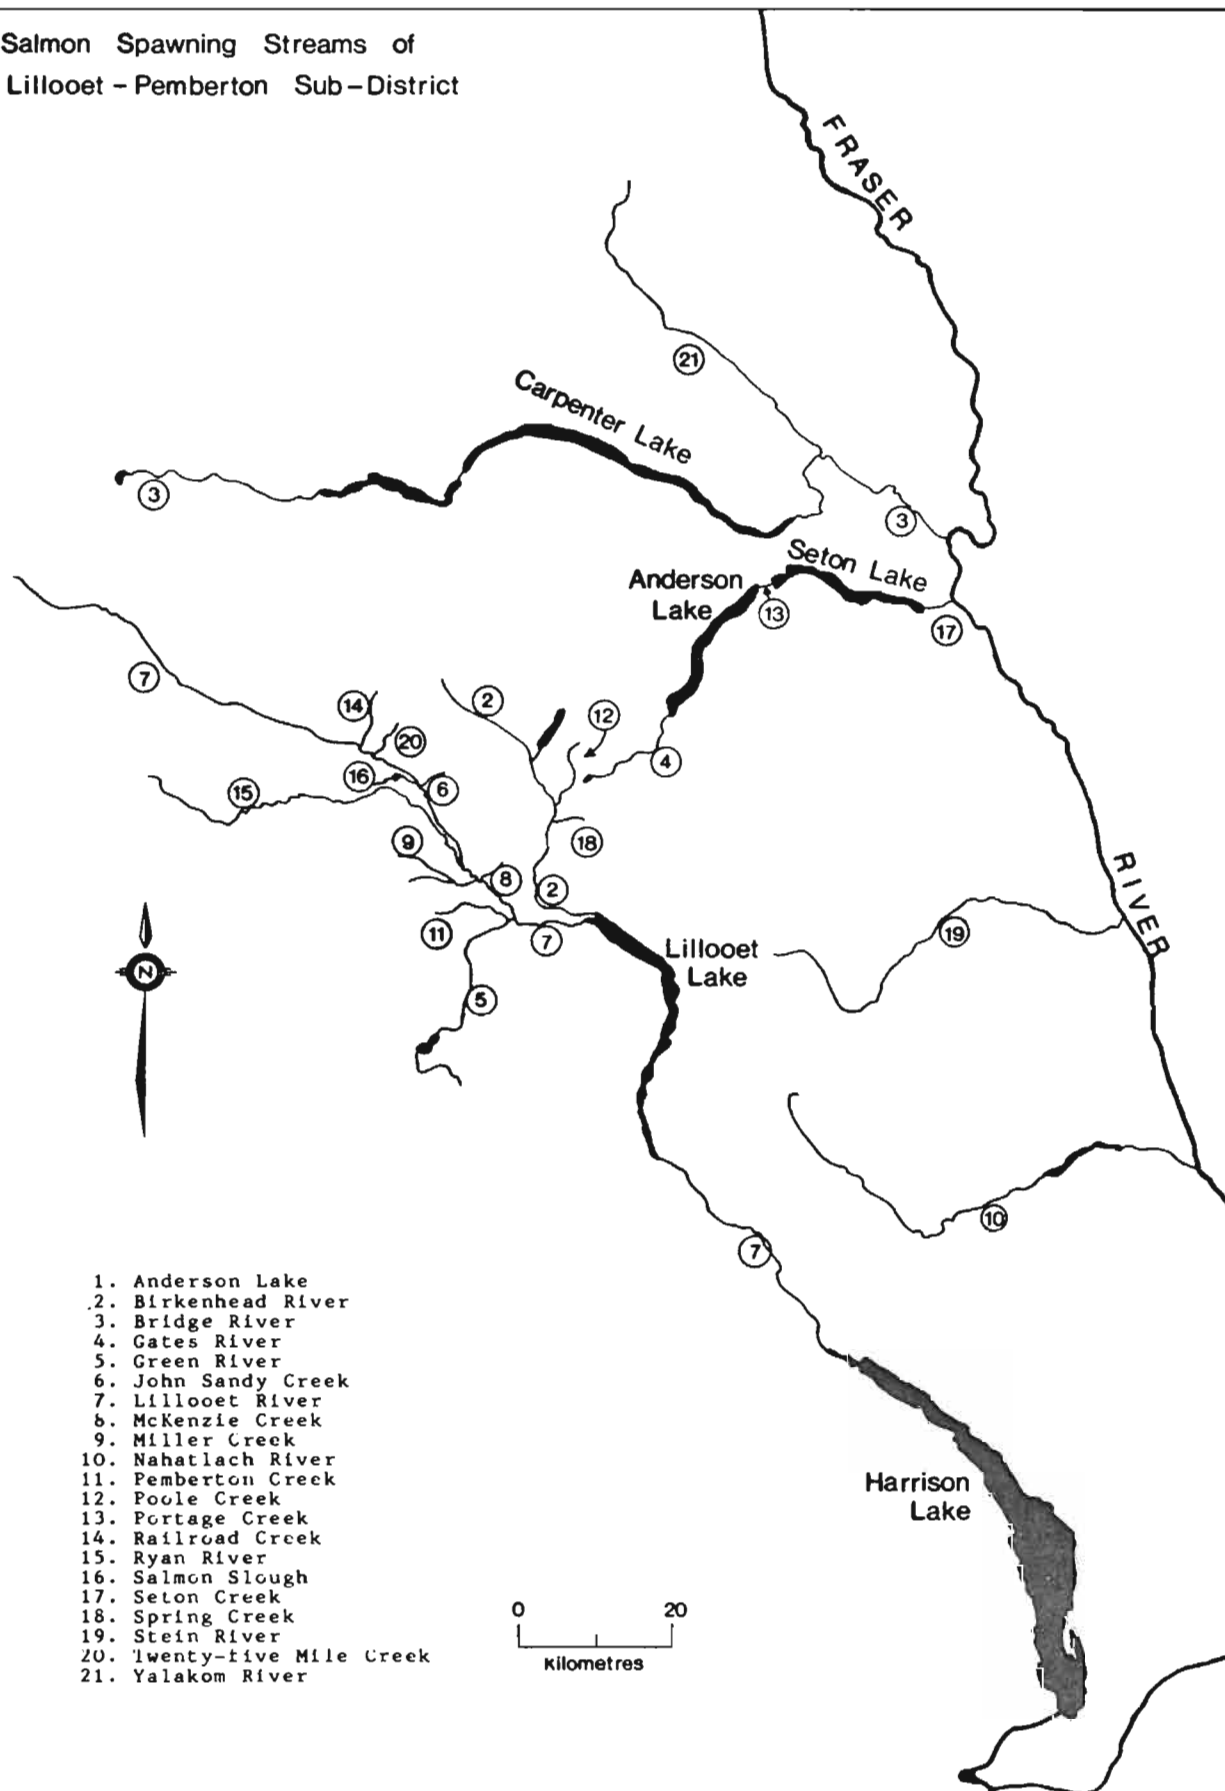 Salmon Spawning Streams of
Lillooet - Pemberton Sub-District
FRASER
21
Carpenter Lake
3
3
Seton Lake
Anderson
Lake
13
17
7
14
2
12
20
4
16
6
15
9
18
8
2
11
7
19
RIVER
Lillooet
Lake
N
5
10
7
1. Anderson Lake
2. Birkenhead River
3. Bridge River
4. Gates River
5. Green River
6. John Sandy Creek
7. Lillooet River
8. McKenzie Creek
9. Miller Creek
10. Nahatlach River
11. Pemberton Creek
12. Poole Creek
13. Portage Creek
14. Railroad Creek
15. Ryan River
16. Salmon Slough
17. Seton Creek
18. Spring Creek
19. Stein River
20. Twenty-five Mile Creek
21. Yalakom River
Harrison
Lake
0 20
Kilometres